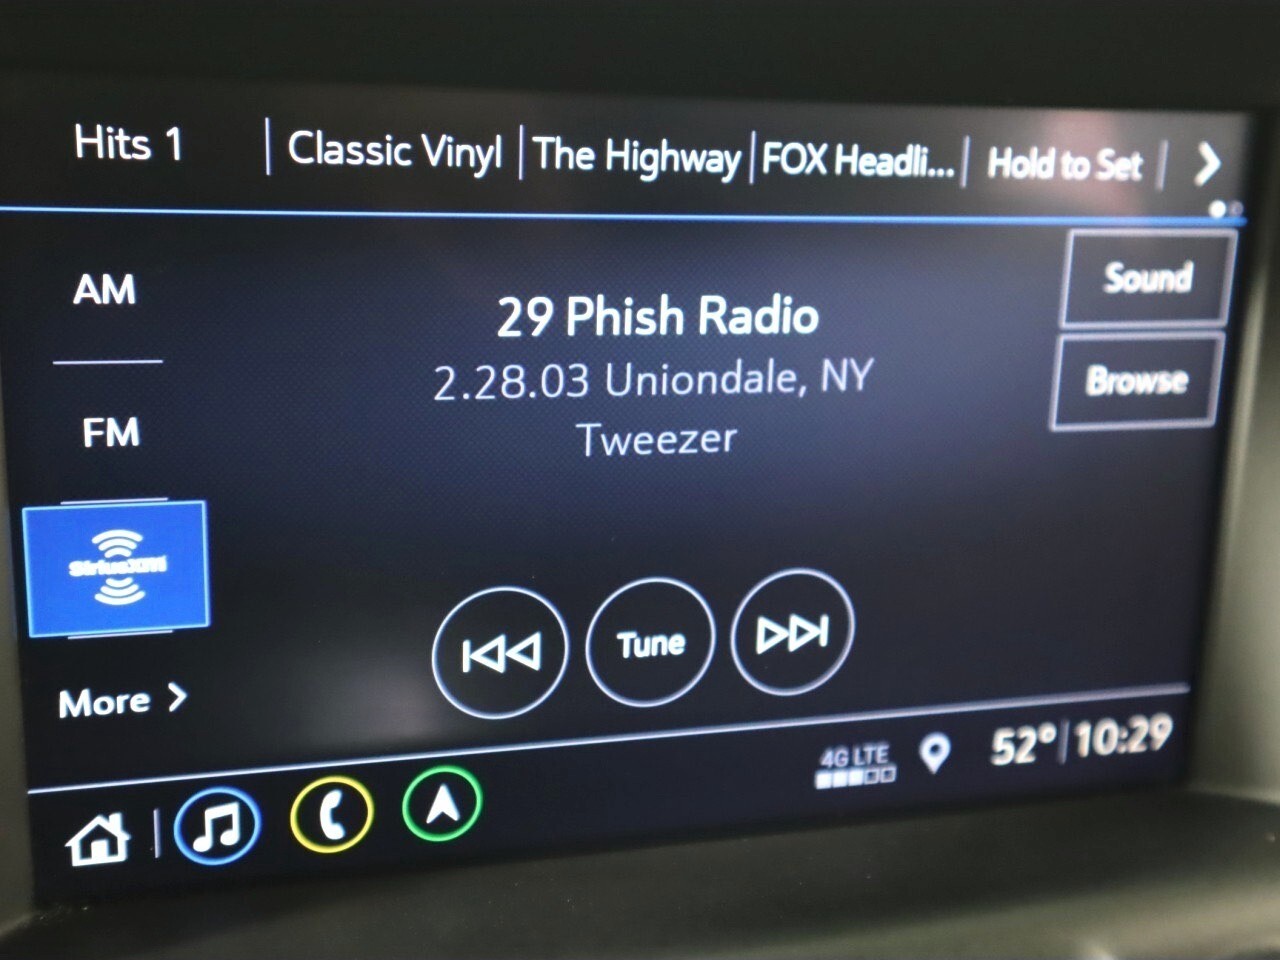 Hits 1 | Classic Vinyl | The Highway | FOX Headli... | Hold to Set
AM
FM
SiriusXM
More
29 Phish Radio
2.28.03 Uniondale, NY
Tweezer
Sound
Browse
Tune
4G LTE
52° | 10:29